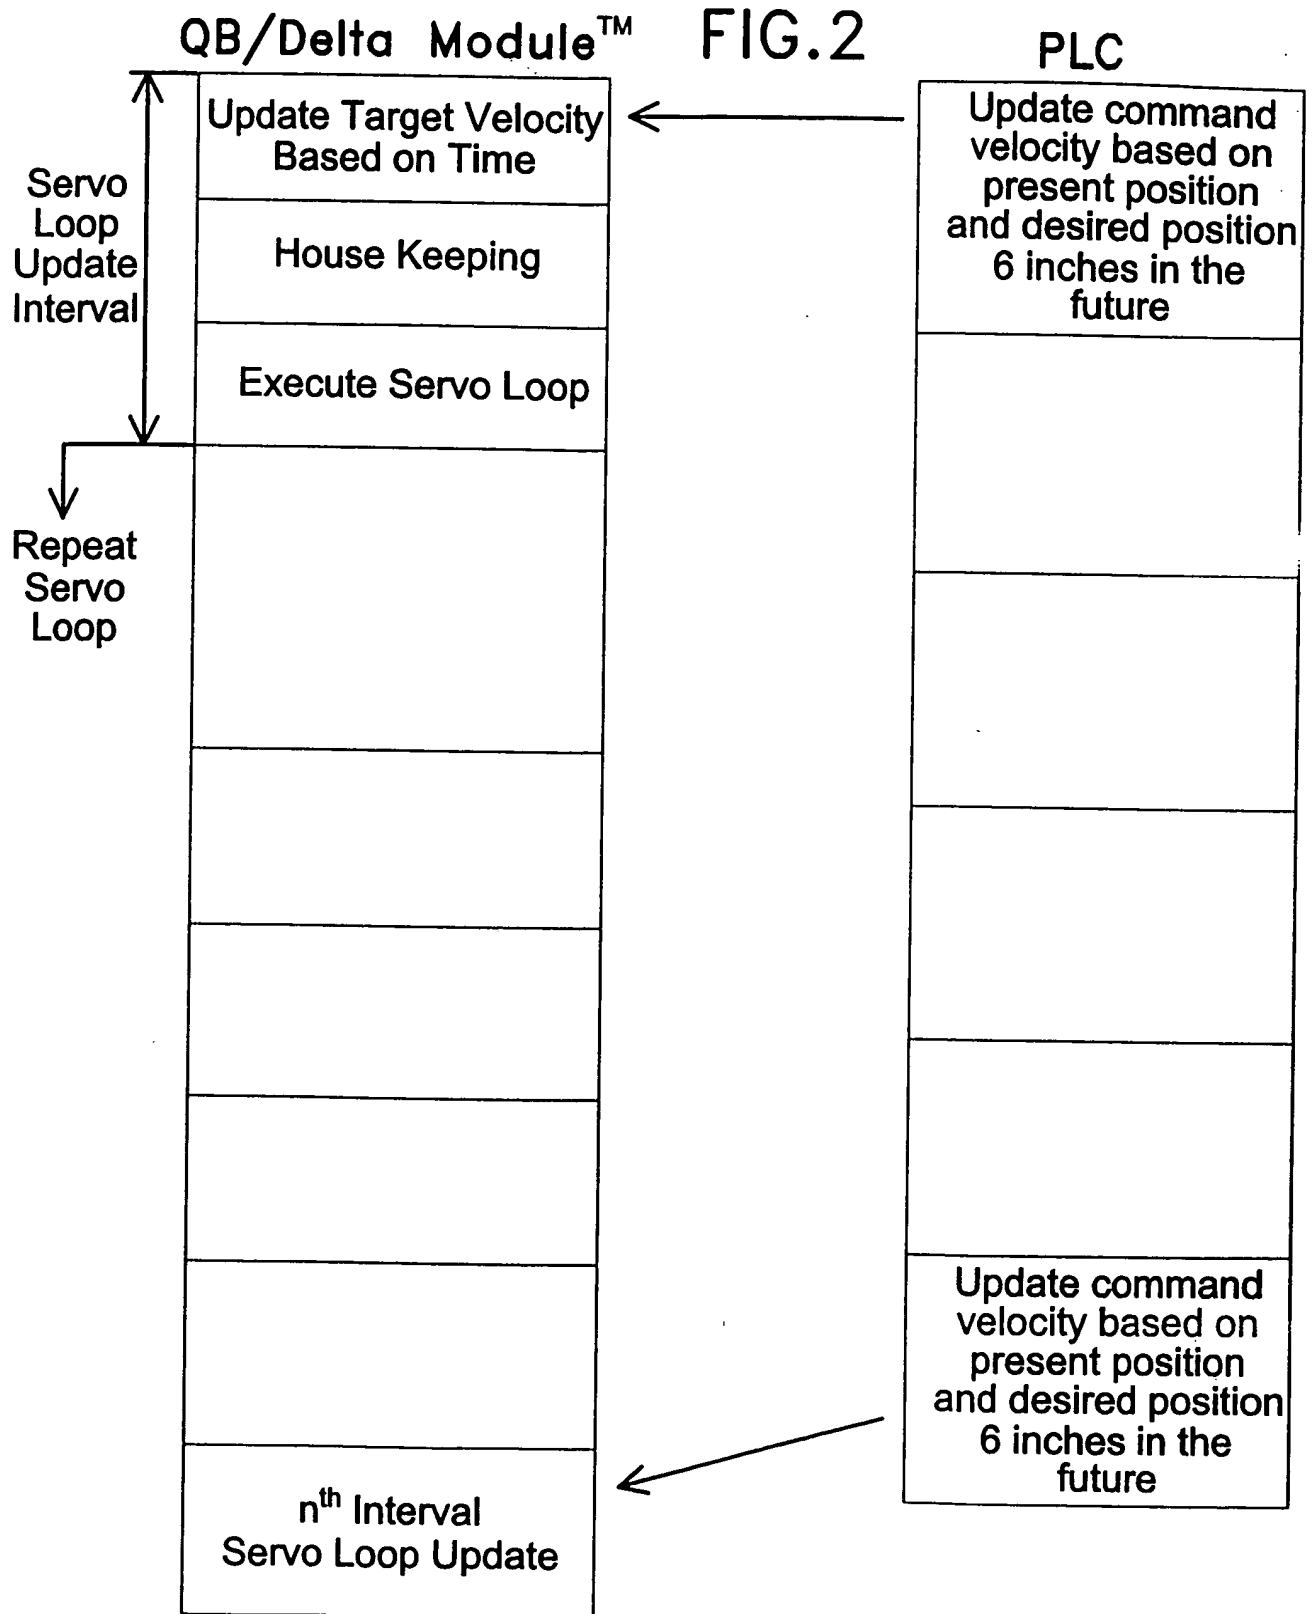 QB/Delta Module™
FIG.2
PLC
Update Target Velocity
Based on Time
House Keeping
Execute Servo Loop
Servo
Loop
Update
Interval
Repeat
Servo
Loop
nth Interval
Servo Loop Update
Update command
velocity based on
present position
and desired position
6 inches in the
future
Update command
velocity based on
present position
and desired position
6 inches in the
future